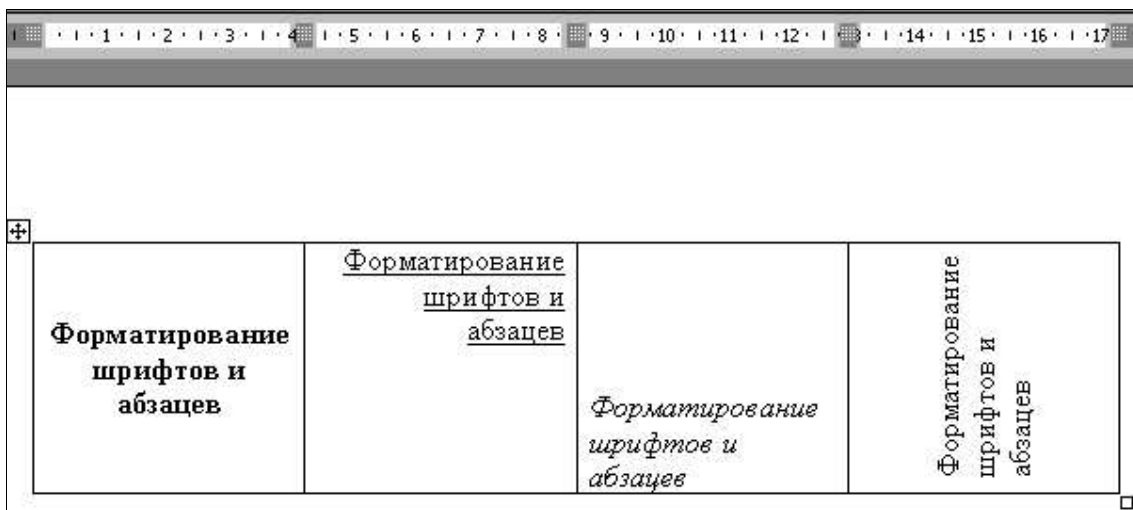 1 2 3 4 5 6 7 8 9 10 11 12 13 14 15 16 17
Форматирование
шрифтов и
абзацев
Форматирование
шрифтов и
абзацев
Форматирование
шрифтов и
абзацев
Форматирование
шрифтов и
абзацев